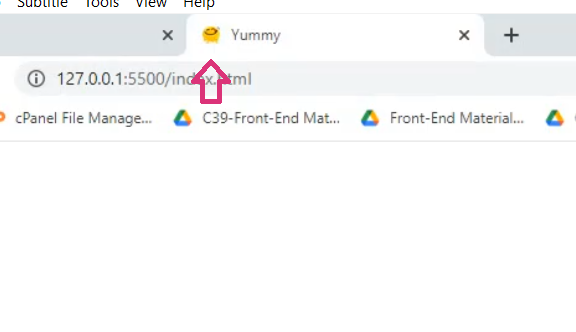 Subtitle Tools View Help
Yummy
127.0.0.1:5500/index.html
cPanel File Manage... C39-Front-End Mat... Front-End Material...